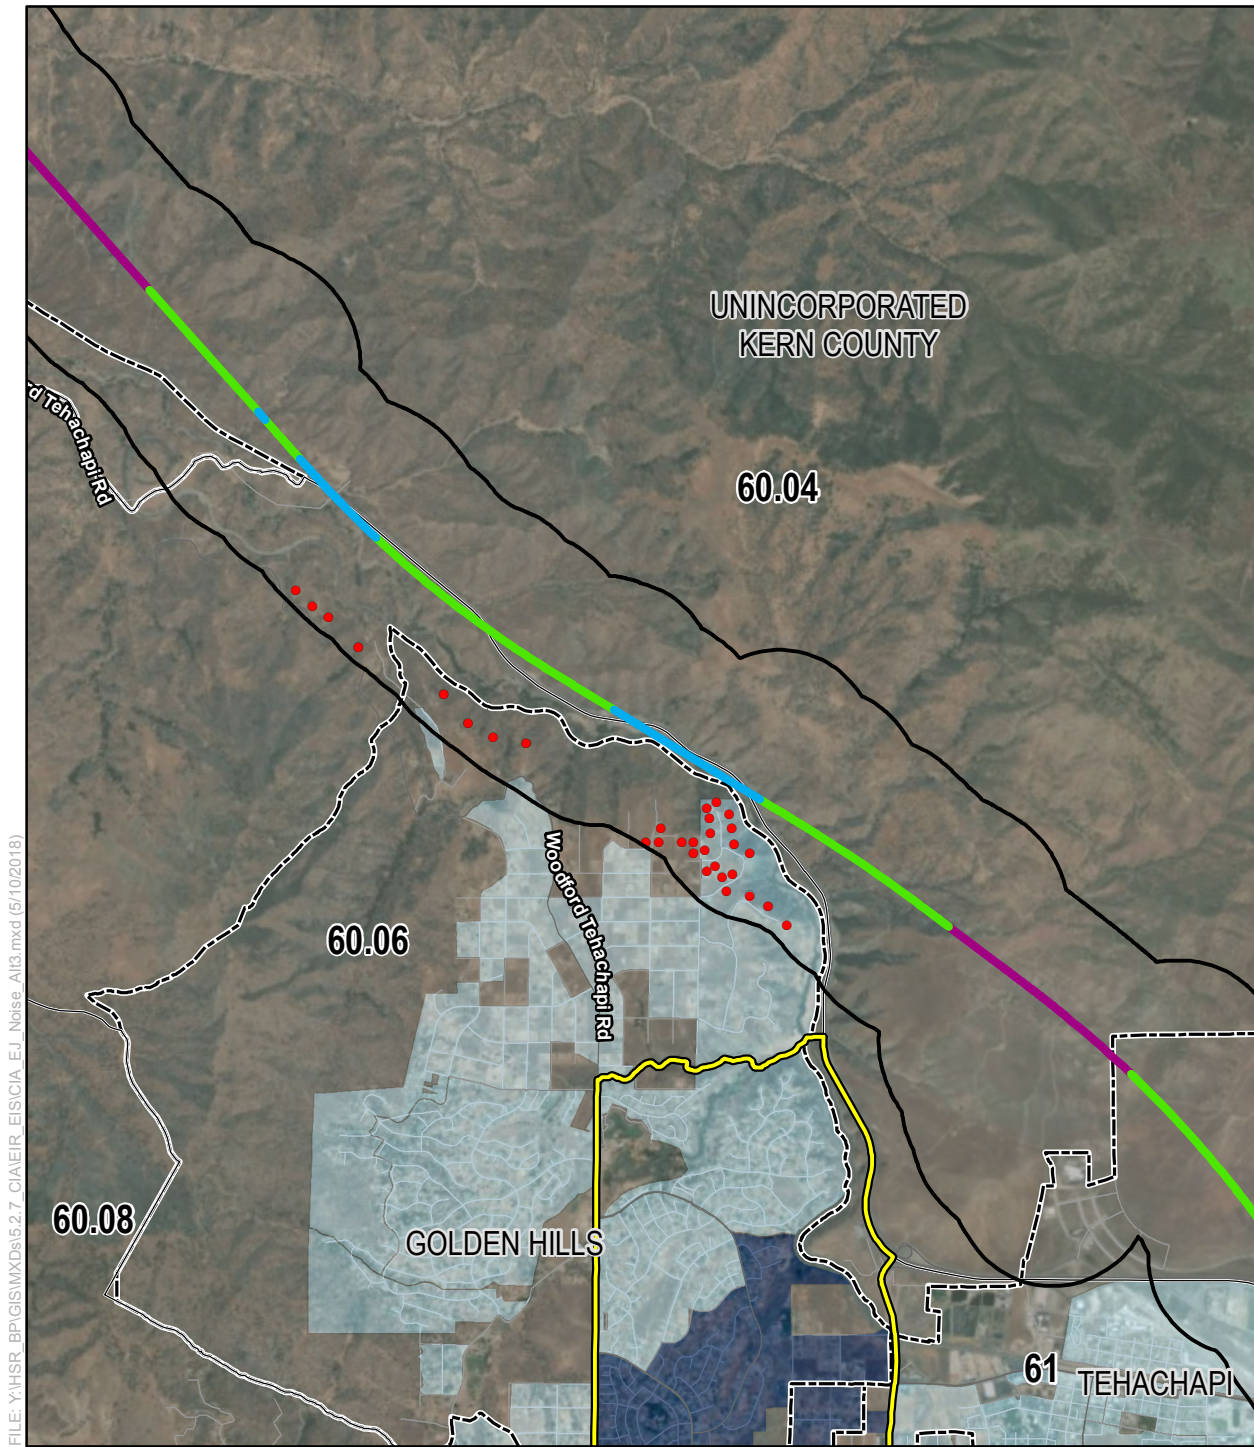 UNINCORPORATED
KERN COUNTY
rd Tehachapi Rd
60.04
Woodford Tehachapi Rd
60.06
60.08
GOLDEN HILLS
61
TEHACHAPI
FILE: Y:\HSR_BP\GIS\MXDs\5.2.7_CIA\EIR_EIS\CIA_EJ_Noise_Alt3.mxd (5/10/2018)